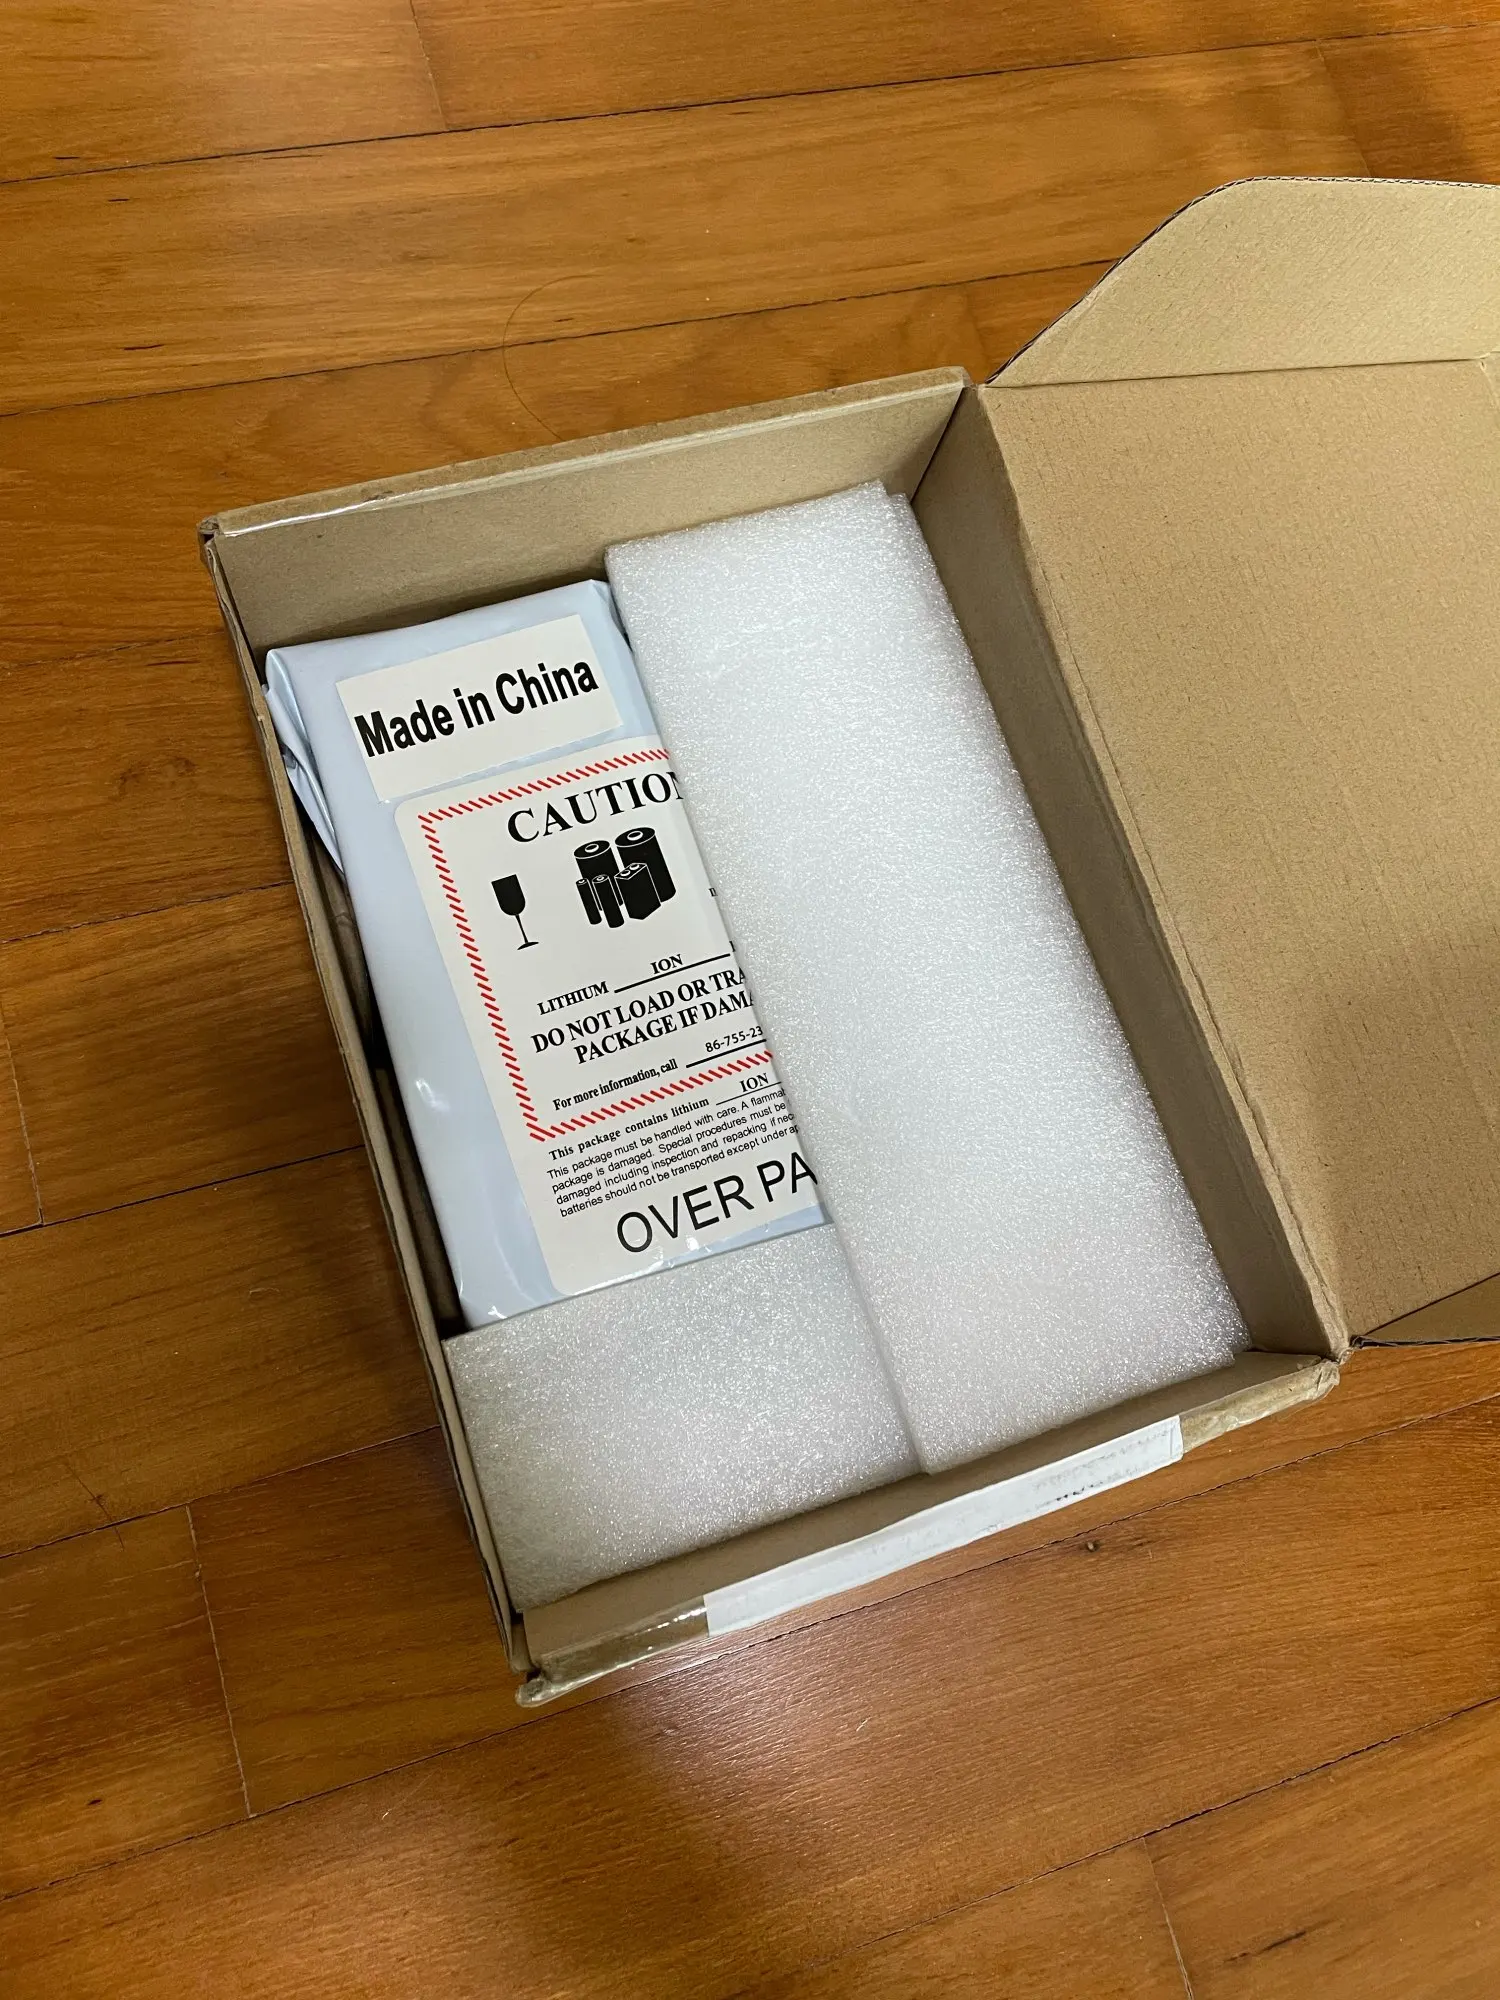 Made in China
CAUTION
LITHIUM ION
DO NOT LOAD OR TRA
PACKAGE IF DAMA
For more information, call 86-755-23
This package contains lithium ION
This package must be handled with care. A flammab
package is damaged. Special procedures must be
damaged including inspection and repacking if nec
batteries should not be transported except under ap
OVER PA